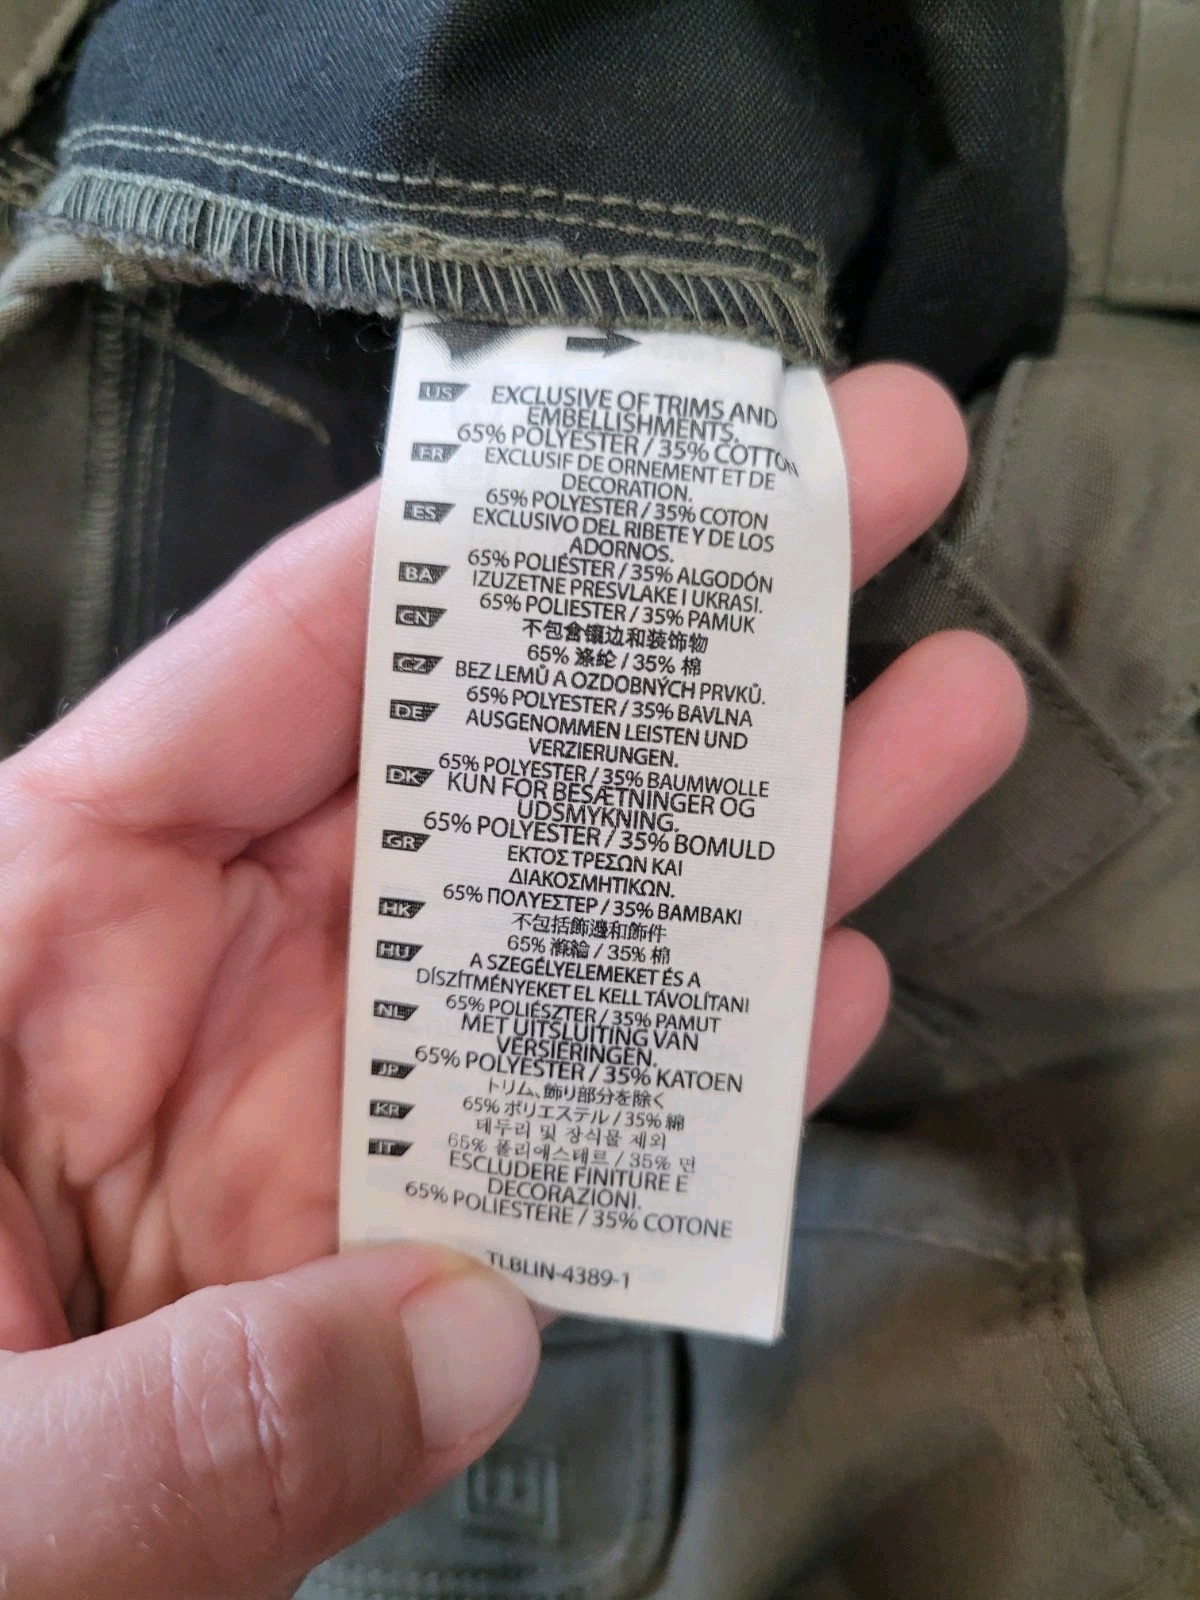 US EXCLUSIVE OF TRIMS AND
EMBELLISHMENTS.
65% POLYESTER / 35% COTTON
FR EXCLUSIF DE ORNEMENT ET DE
DECORATION.
65% POLYESTER / 35% COTON
ES EXCLUSIVO DEL RIBETE Y DE LOS
ADORNOS.
65% POLIÉSTER / 35% ALGODÓN
BA IZUZETNE PRESVLAKE I UKRASI.
65% POLIESTER / 35% PAMUK
CN 不包含镶边和装饰物
65% 涤纶 / 35% 棉
CZ BEZ LEMŮ A OZDOBNÝCH PRVKŮ.
65% POLYESTER / 35% BAVLNA
DE AUSGENOMMEN LEISTEN UND
VERZIERUNGEN.
65% POLYESTER / 35% BAUMWOLLE
DK KUN FOR BESÆTNINGER OG
UDSMYKNING.
65% POLYESTER / 35% BOMULD
GR ΕΚΤΟΣ ΤΡΕΣΩΝ ΚΑΙ
ΔΙΑΚΟΣΜΗΤΙΚΩΝ.
65% ΠΟΛΥΕΣΤΕΡ / 35% ΒΑΜΒΑΚΙ
HK 不包括飾邊和飾件
65% 滌綸 / 35% 棉
HU A SZEGÉLYELEMEKET ÉS A
DÍSZÍTMÉNYEKET EL KELL TÁVOLÍTANI
65% POLIÉSZTER / 35% PAMUT
NL MET UITSLUITING VAN
VERSIERINGEN.
65% POLYESTER / 35% KATOEN
JP トリム、飾り部分を除く
65% ポリエステル / 35% 綿
KR 테두리 및 장식물 제외
65% 폴리에스테르 / 35% 면
IT ESCLUDERE FINITURE E
DECORAZIONI.
65% POLIESTERE / 35% COTONE
TLBLIN-4389-1